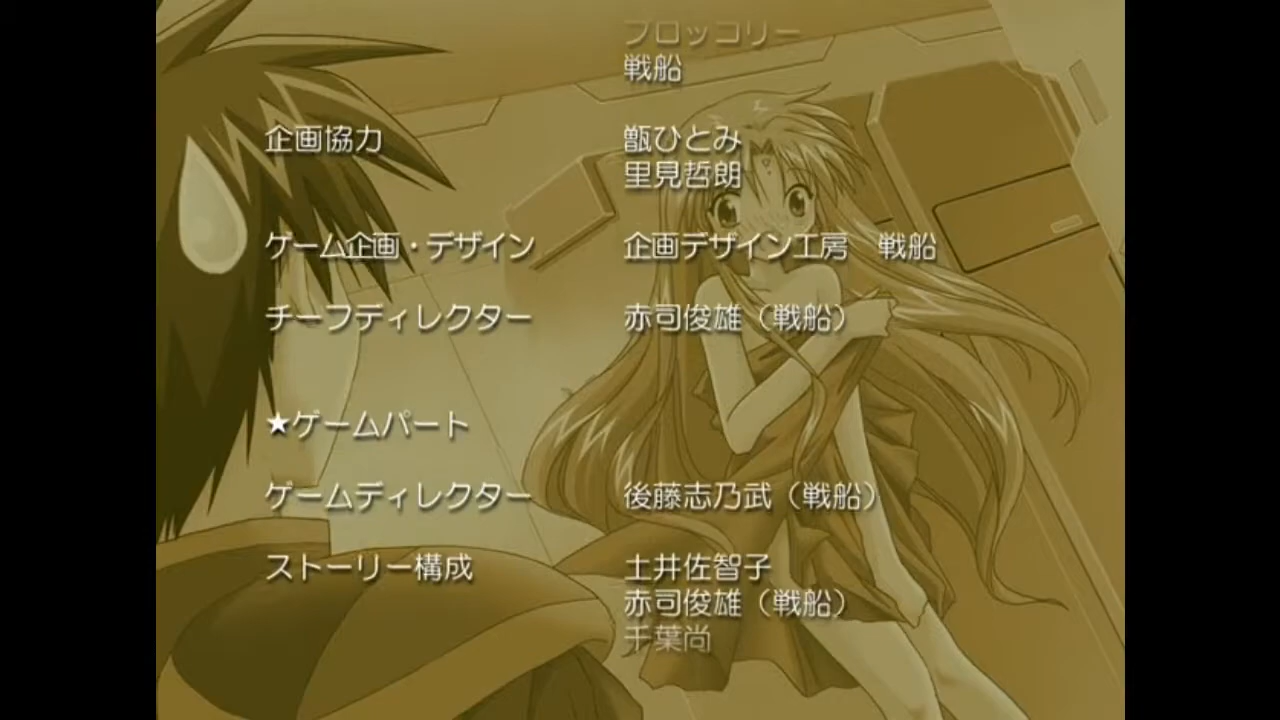 ブロッコリー
戦船
企画協力 甑ひとみ
里見哲朗
ゲーム企画・デザイン 企画デザイン工房 戦船
チーフディレクター 赤司俊雄（戦船）
★ゲームパート
ゲームディレクター 後藤志乃武（戦船）
ストーリー構成 土井佐智子
赤司俊雄（戦船）
千葉尚